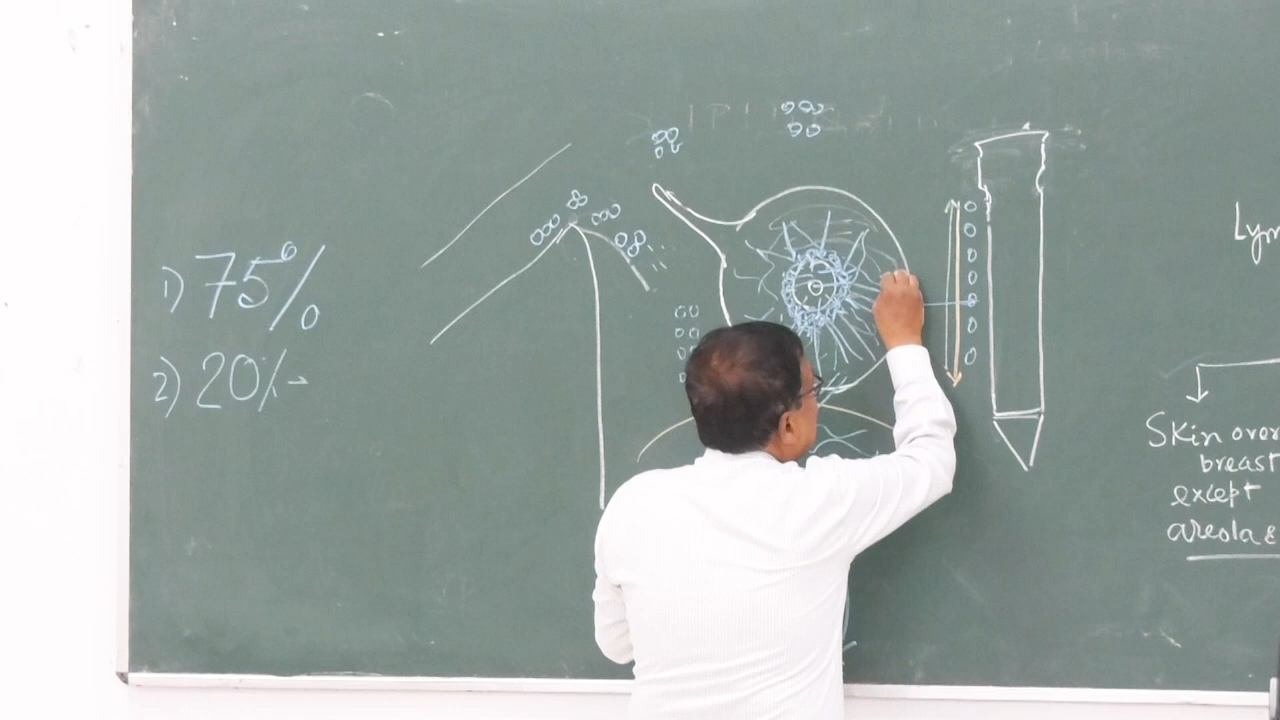 1) 75%
2) 20%→
Lym
Skin over
breast
except
areola &